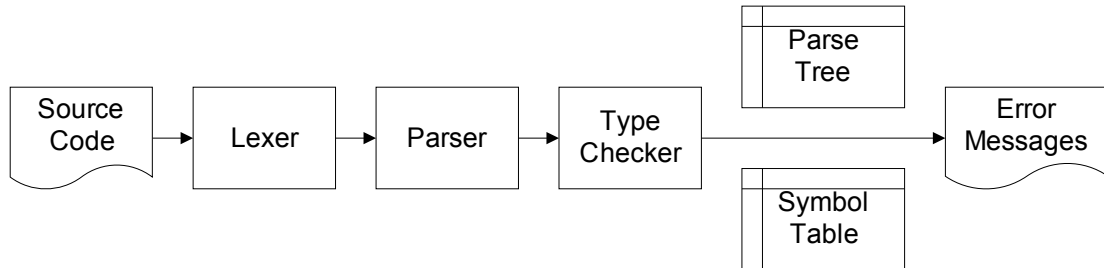 Source
Code
Lexer
Parser
Type
Checker
Parse
Tree
Symbol
Table
Error
Messages